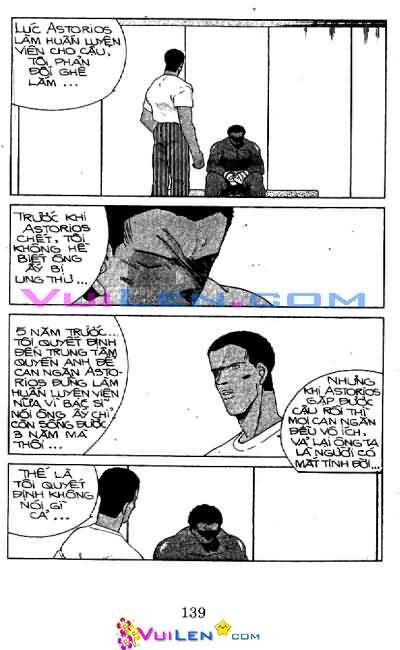 LÚC ASTORIOS
LÀM HUẤN LUYỆN
VIÊN CHO CẬU,
TÔI PHẢN
ĐỐI GHÊ
LẮM ...
TRƯỚC KHI
ASTORIOS
CHẾT, TÔI
KHÔNG HỀ
BIẾT ÔNG
ẤY BỊ
UNG THƯ ...
VUILEN.COM
5 NĂM TRƯỚC...
TÔI QUYẾT ĐỊNH
ĐẾN TRUNG TÂM
QUYỀN ANH ĐỂ
CAN NGĂN ASTO-
RIOS ĐỪNG LÀM
HUẤN LUYỆN VIÊN
NỮA VÌ BÁC SĨ
NÓI ÔNG ẤY CHỈ
CÒN SỐNG ĐƯỢC
3 NĂM MÀ
THÔI ...
NHƯNG
KHI ASTORIOS
GẶP ĐƯỢC
CẬU RỒI THÌ
MỌI CAN NGĂN
ĐỀU VÔ ÍCH,
VẢ LẠI ÔNG TA
LÀ NGƯỜI CÓ
MẤT TÍNH ĐỜI...
THẾ LÀ
TÔI QUYẾT
ĐỊNH KHÔNG
NÓI GÌ
CẢ ...
139
VUILEN.COM